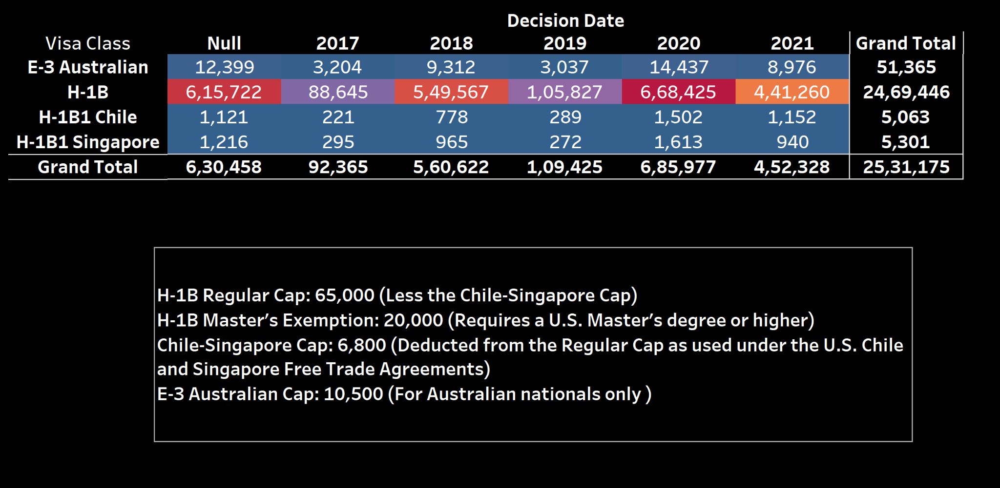 Decision Date
Visa Class Null 2017 2018 2019 2020 2021 Grand Total
E-3 Australian 12,399 3,204 9,312 3,037 14,437 8,976 51,365
H-1B 6,15,722 88,645 5,49,567 1,05,827 6,68,425 4,41,260 24,69,446
H-1B1 Chile 1,121 221 778 289 1,502 1,152 5,063
H-1B1 Singapore 1,216 295 965 272 1,613 940 5,301
Grand Total 6,30,458 92,365 5,60,622 1,09,425 6,85,977 4,52,328 25,31,175
H-1B Regular Cap: 65,000 (Less the Chile-Singapore Cap)
H-1B Master’s Exemption: 20,000 (Requires a U.S. Master’s degree or higher)
Chile-Singapore Cap: 6,800 (Deducted from the Regular Cap as used under the U.S. Chile
and Singapore Free Trade Agreements)
E-3 Australian Cap: 10,500 (For Australian nationals only )